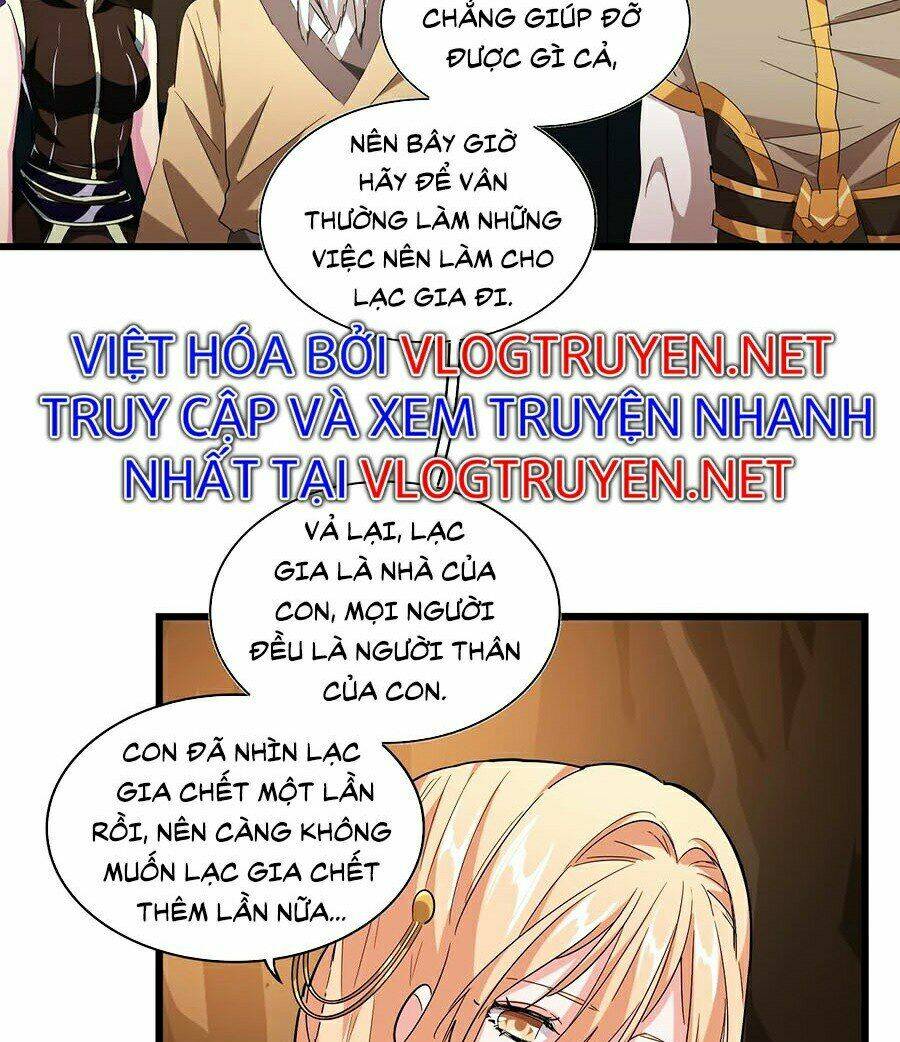 CHẲNG GIÚP ĐỠ
ĐƯỢC GÌ CẢ,
NÊN BÂY GIỜ
HÃY ĐỂ VÂN
THƯỜNG LÀM NHỮNG
VIỆC NÊN LÀM CHO
LẠC GIA ĐI.
VIỆT HÓA BỞI VLOGTRUYEN.NET
TRUY CẬP VÀ XEM TRUYỆN NHANH
NHẤT TẠI VLOGTRUYEN.NET
VẢ LẠI, LẠC
GIA LÀ NHÀ CỦA
CON, MỌI NGƯỜI
ĐỀU LÀ NGƯỜI THÂN
CỦA CON.
CON ĐÃ NHÌN LẠC
GIA CHẾT MỘT LẦN
RỒI, NÊN CÀNG KHÔNG
MUỐN LẠC GIA CHẾT
THÊM LẦN NỮA...